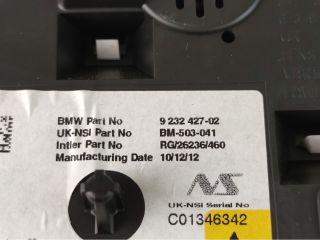 BMW Part No 9 232 427-02
UK-NSI Part No BM-503-041
Intier Part No RG/26236/460
Manufacturing Date 10/12/12
NS
UK-NSI Serial No
C01346342